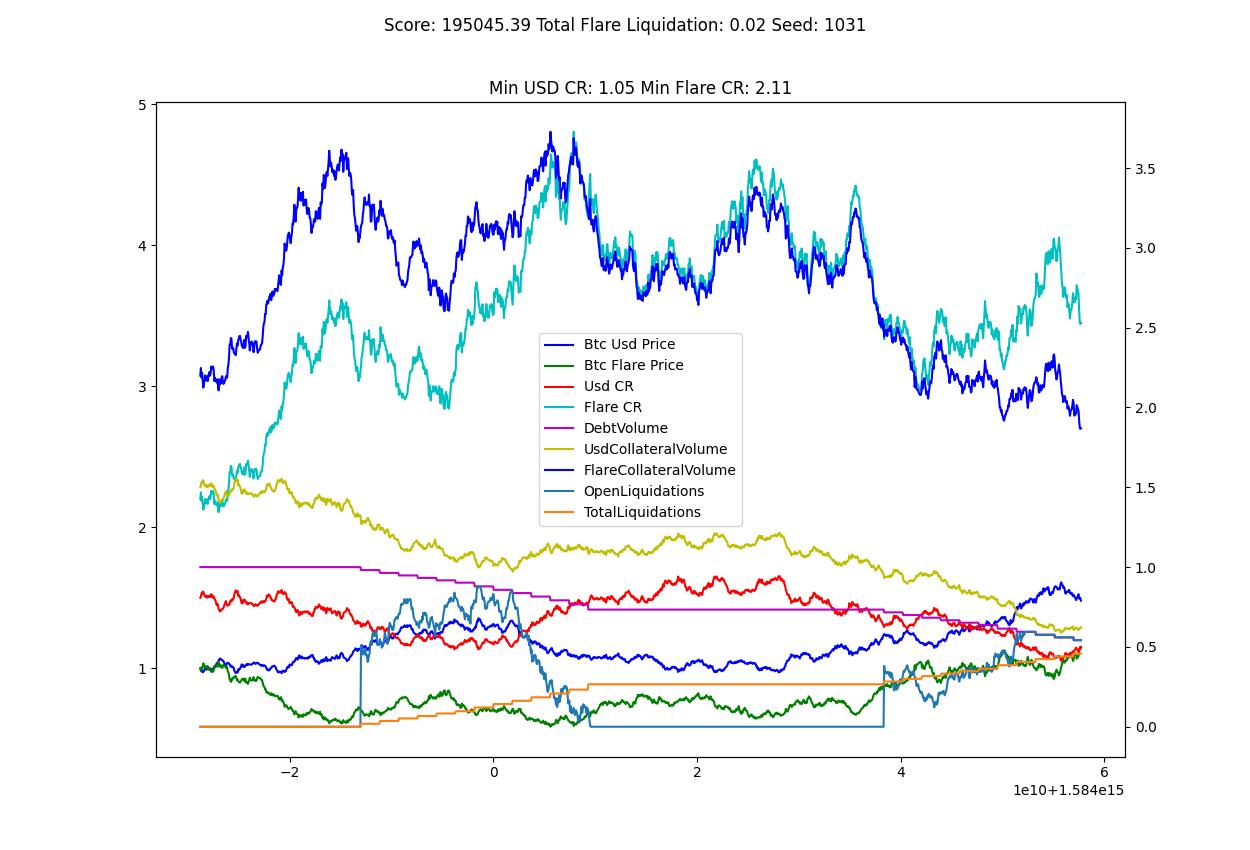 Score: 195045.39 Total Flare Liquidation: 0.02 Seed: 1031
Min USD CR: 1.05 Min Flare CR: 2.11
5
4
3
2
1
3.5
3.0
2.5
2.0
1.5
1.0
0.5
0.0
Btc Usd Price
Btc Flare Price
Usd CR
Flare CR
DebtVolume
UsdCollateralVolume
FlareCollateralVolume
OpenLiquidations
TotalLiquidations
−2 0 2 4 6
1e10+1.584e15